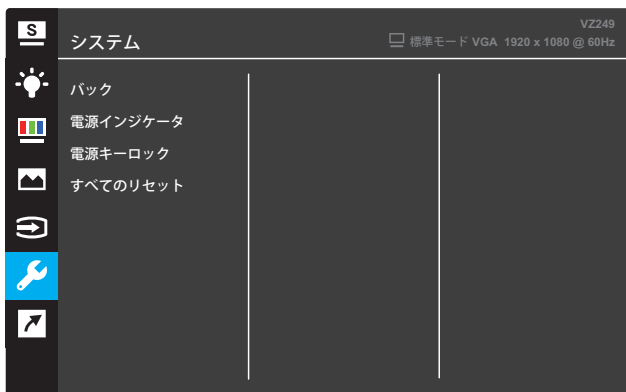 S
VZ249
システム
標準モード VGA 1920 x 1080 @ 60Hz
バック
電源インジケータ
電源キーロック
すべてのリセット